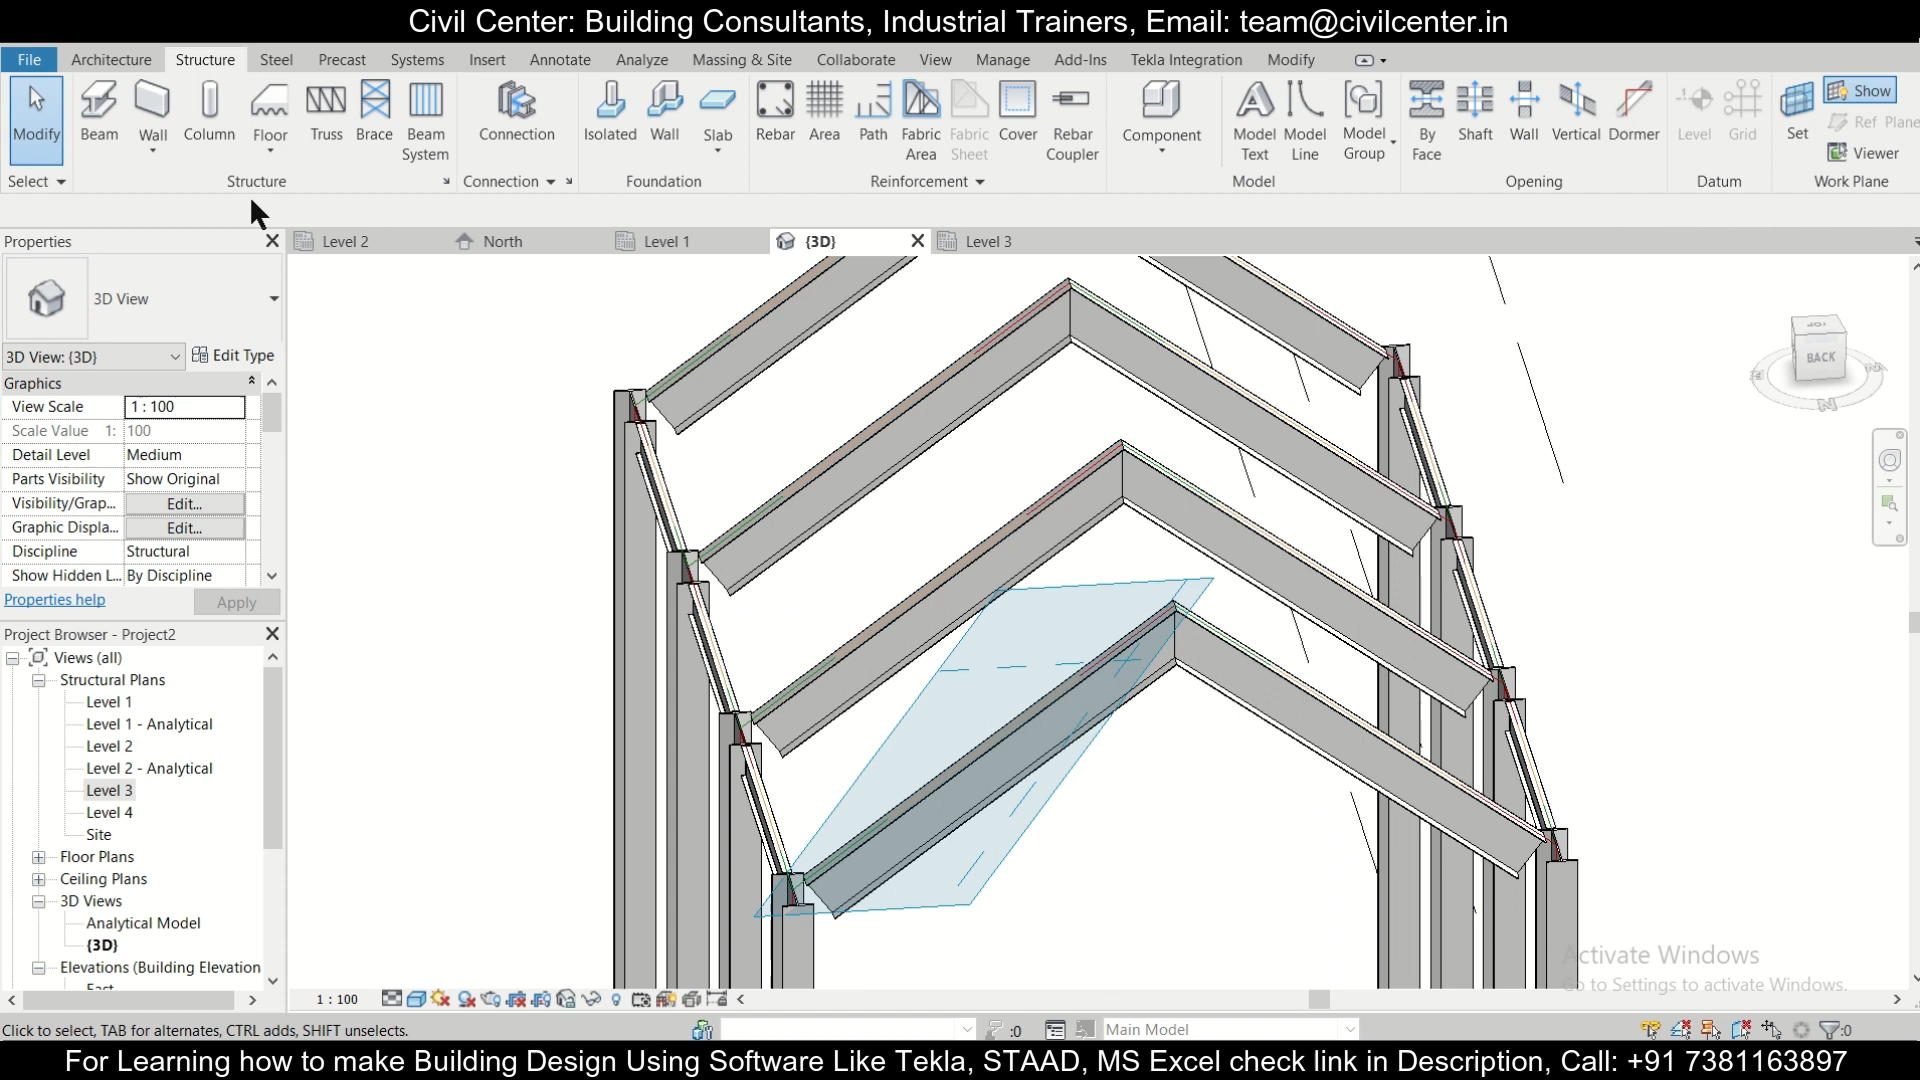 Civil Center: Building Consultants, Industrial Trainers, Email: team@civilcenter.in
File Architecture Structure Steel Precast Systems Insert Annotate Analyze Massing & Site Collaborate View Manage Add-Ins Tekla Integration Modify
Modify Beam Wall Column Floor Truss Brace Beam System Connection Isolated Wall Slab Rebar Area Path Fabric Area Fabric Sheet Cover Rebar Coupler Component Model Text Model Line Model Group By Face Shaft Wall Vertical Dormer Level Grid Set Show Ref Plane Viewer
Select Structure Connection Foundation Reinforcement Model Opening Datum Work Plane
Properties Level 2 North Level 1 {3D} Level 3
3D View
3D View: {3D} Edit Type
Graphics
View Scale 1 : 100
Scale Value 1: 100
Detail Level Medium
Parts Visibility Show Original
Visibility/Grap... Edit...
Graphic Displa... Edit...
Discipline Structural
Show Hidden L... By Discipline
Properties help Apply
Project Browser - Project2
Views (all)
Structural Plans
Level 1
Level 1 - Analytical
Level 2
Level 2 - Analytical
Level 3
Level 4
Site
Floor Plans
Ceiling Plans
3D Views
Analytical Model
{3D}
Elevations (Building Elevation
East
TOP
BACK
N
Activate Windows
Go to Settings to activate Windows.
1 : 100
Click to select, TAB for alternates, CTRL adds, SHIFT unselects. :0 Main Model :0
For Learning how to make Building Design Using Software Like Tekla, STAAD, MS Excel check link in Description, Call: +91 7381163897